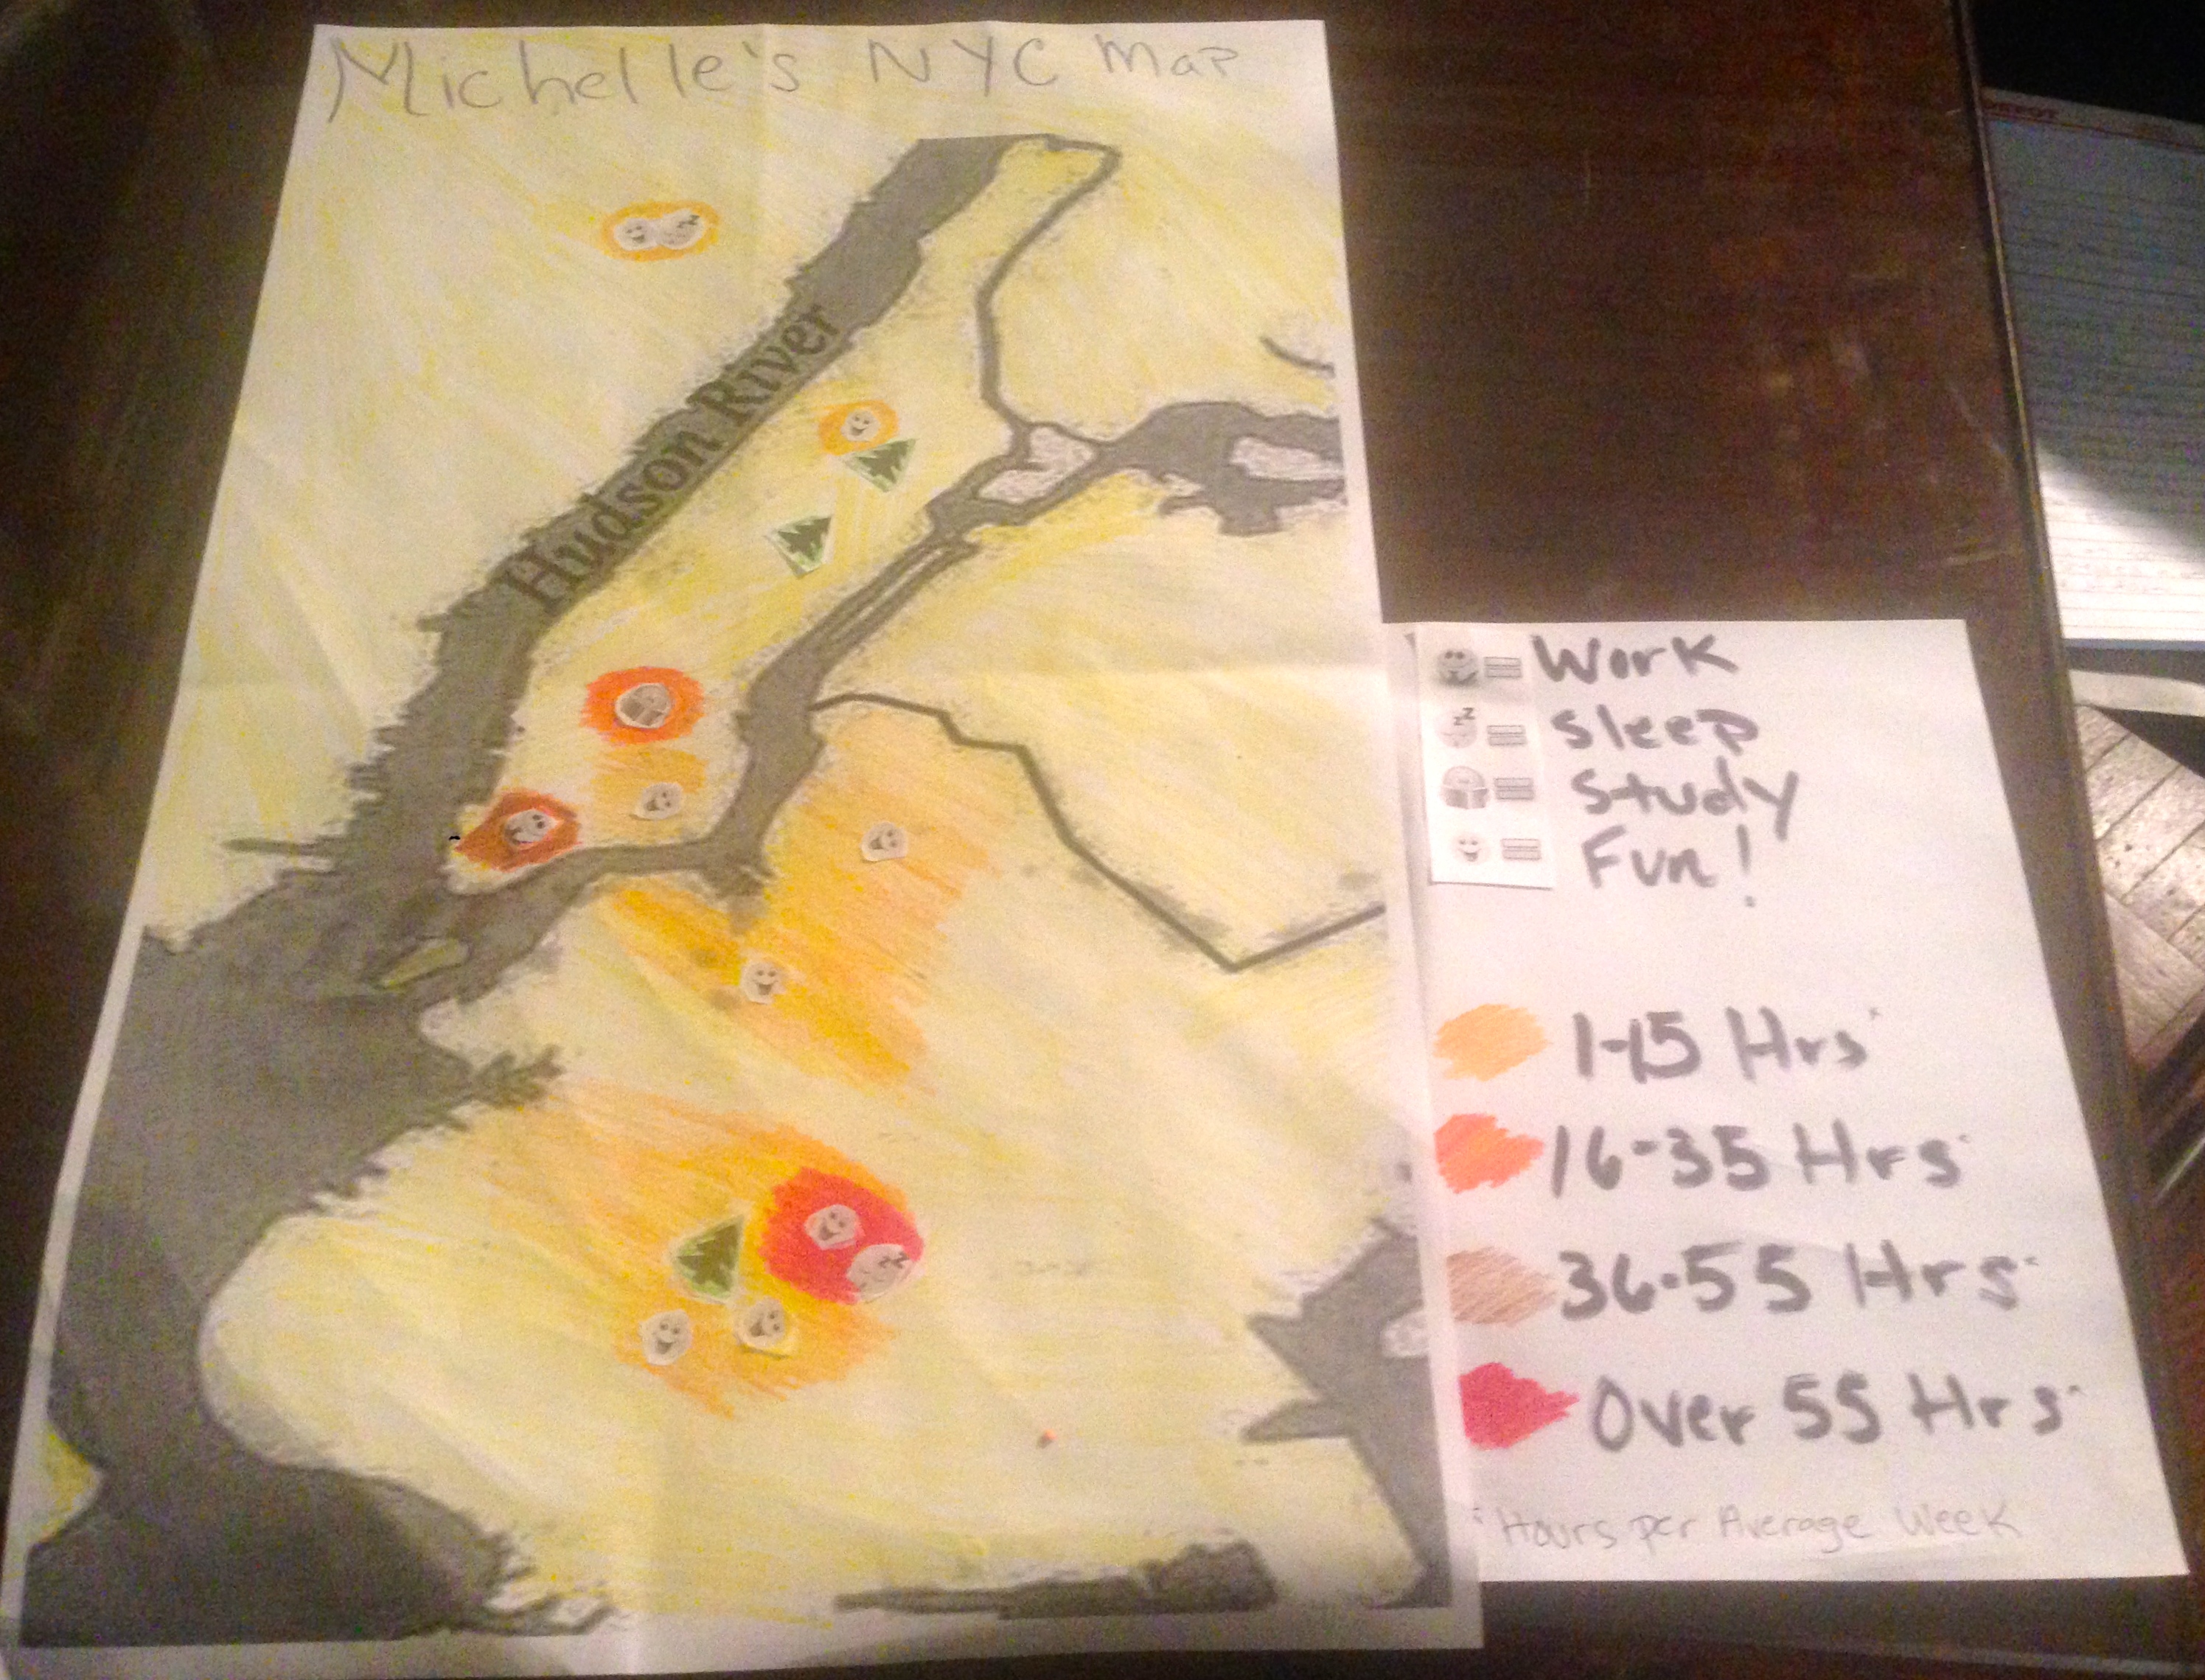 Michelle's NYC Map
Hudson River
= Work
zz = Sleep
= Study
= Fun!
1-15 Hrs*
16-35 Hrs*
36-55 Hrs*
Over 55 Hrs*
* Hours per Average Week